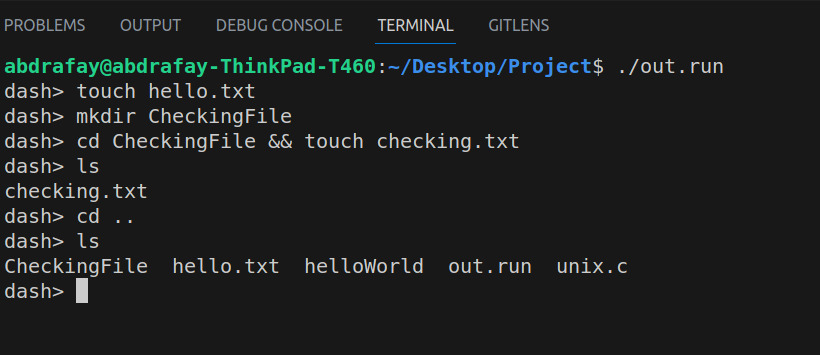 PROBLEMS OUTPUT DEBUG CONSOLE TERMINAL GITLENS
abdrafay@abdrafay-ThinkPad-T460:~/Desktop/Project$ ./out.run
dash> touch hello.txt
dash> mkdir CheckingFile
dash> cd CheckingFile && touch checking.txt
dash> ls
checking.txt
dash> cd ..
dash> ls
CheckingFile  hello.txt  helloWorld  out.run  unix.c
dash>